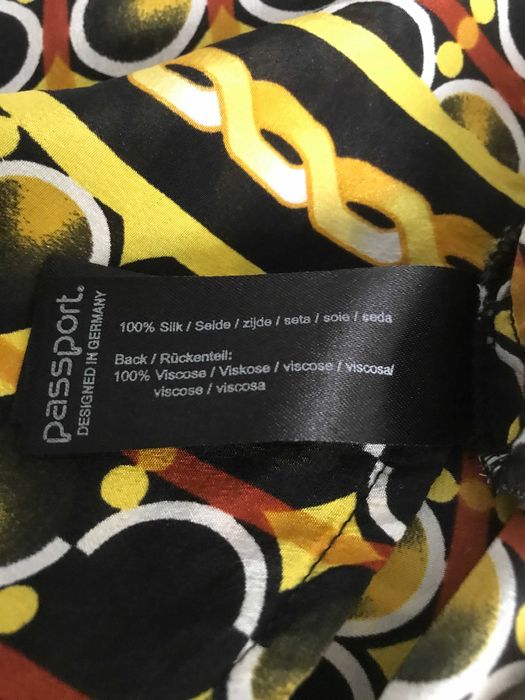 passport.
DESIGNED IN GERMANY
100% Silk / Seide / zijde / seta / soie / seda
Back / Rückenteil:
100% Viscose / Viskose / viscose / viscosa/
viscose / viscosa